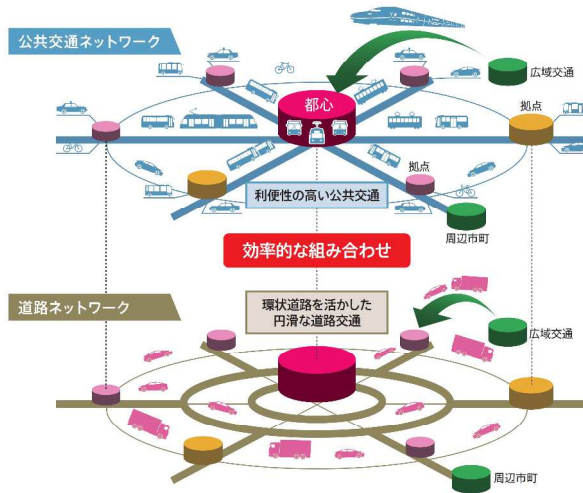 公共交通ネットワーク
広域交通
都心
拠点
拠点
利便性の高い公共交通
周辺市町
効率的な組み合わせ
道路ネットワーク
環状道路を活かした
円滑な道路交通
広域交通
周辺市町